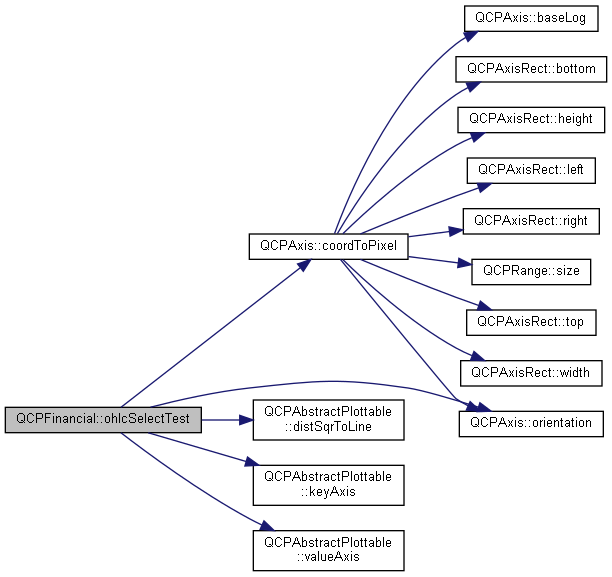 QCPAxis::baseLog
QCPAxisRect::bottom
QCPAxisRect::height
QCPAxisRect::left
QCPAxisRect::right
QCPAxis::coordToPixel
QCPRange::size
QCPAxisRect::top
QCPAxisRect::width
QCPFinancial::ohlcSelectTest
QCPAbstractPlottable
::distSqrToLine
QCPAxis::orientation
QCPAbstractPlottable
::keyAxis
QCPAbstractPlottable
::valueAxis